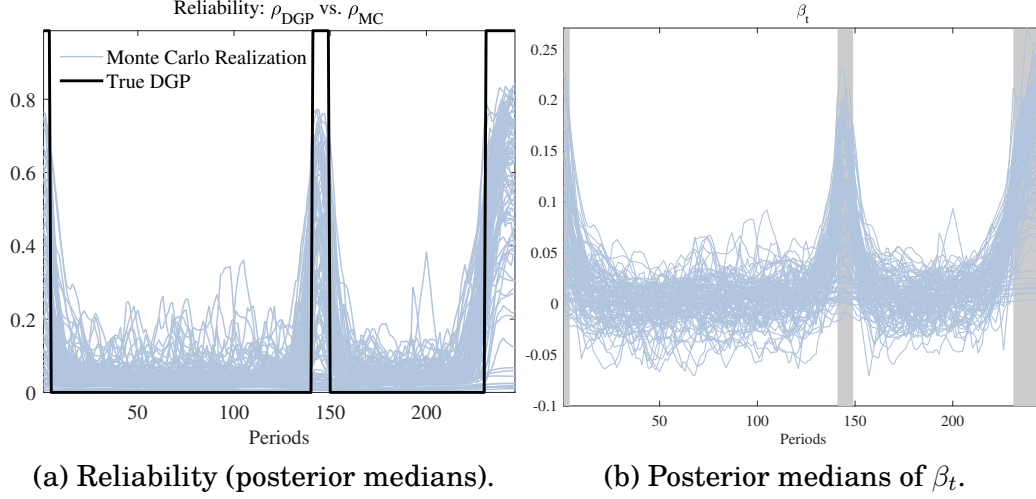 Reliability: ρDGP vs. ρMC
Monte Carlo Realization
True DGP
0.8
0.6
0.4
0.2
0
50
100
150
200
Periods
(a) Reliability (posterior medians).
βt
0.25
0.2
0.15
0.1
0.05
0
-0.05
-0.1
50
100
150
200
Periods
(b) Posterior medians of βt.